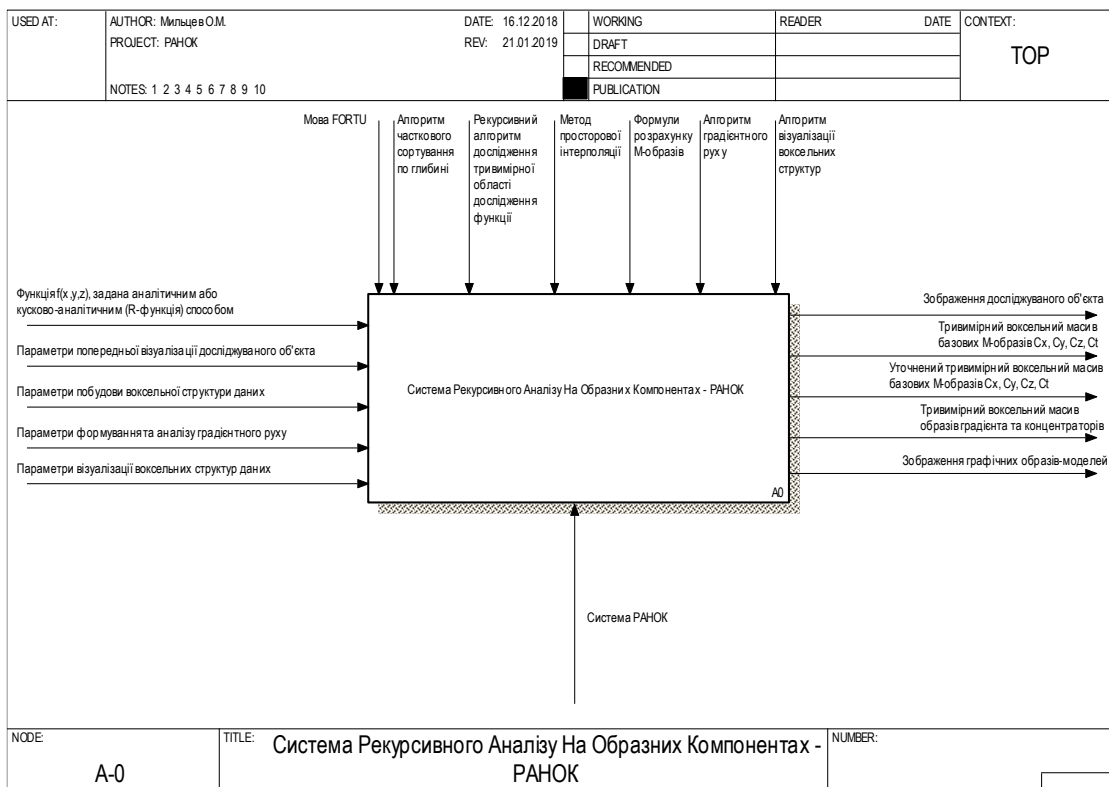 USED AT:
AUTHOR: Мильцев О.М.
DATE: 16.12.2018
PROJECT: РАНОК
REV: 21.01.2019
NOTES: 1 2 3 4 5 6 7 8 9 10
WORKING
DRAFT
RECOMMENDED
PUBLICATION
READER
DATE
CONTEXT:
TOP
Мова FORTU
Алгоритм
часткового
сортування
по глибині
Рекурсивний
алгоритм
дослідження
тривимірної
області
дослідження
функції
Метод
просторової
інтерполяції
Формули
розрахунку
М-образів
Алгоритм
градієнтного
руху
Алгоритм
візуалізації
воксельних
структур
Функція f(x,y,z), задана аналітичним або
кусково-аналітичним (R-функція) способом
Параметри попередньої візуалізації досліджуваного об'єкта
Параметри побудови воксельної структури даних
Параметри формування та аналізу градієнтного руху
Параметри візуалізації воксельних структур даних
Система Рекурсивного Аналізу На Образних Компонентах - РАНОК
A0
Зображення досліджуваного об'єкта
Тривимірний воксельний масив
базових М-образів Cx, Cy, Cz, Ct
Уточнений тривимірний воксельний масив
базових М-образів Cx, Cy, Cz, Ct
Тривимірний воксельний масив
образів градієнта та концентраторів
Зображення графічних образів-моделей
Система РАНОК
NODE:
A-0
TITLE:
Система Рекурсивного Аналізу На Образних Компонентах -
РАНОК
NUMBER: